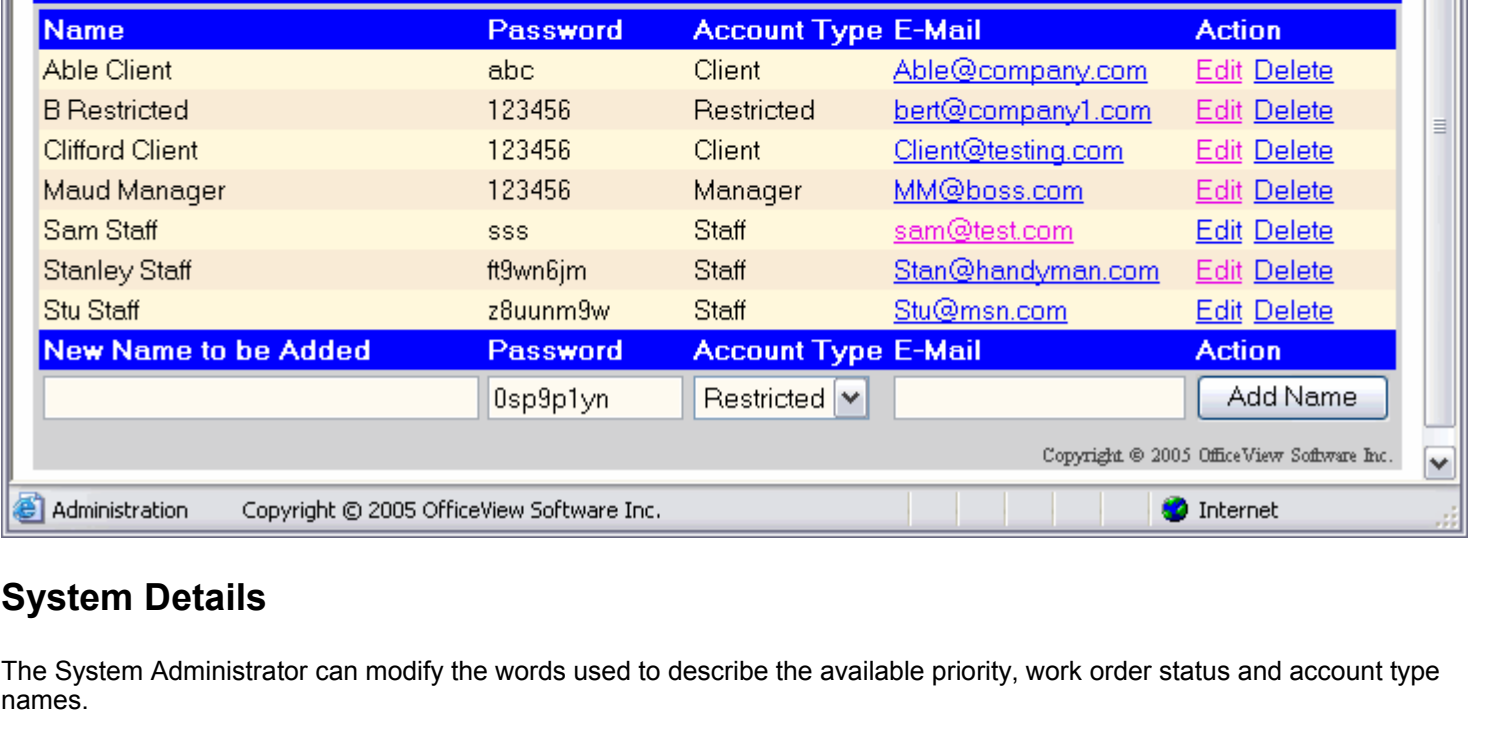 Name Password Account Type E-Mail Action
Able Client abc Client Able@company.com Edit Delete
B Restricted 123456 Restricted bert@company1.com Edit Delete
Clifford Client 123456 Client Client@testing.com Edit Delete
Maud Manager 123456 Manager MM@boss.com Edit Delete
Sam Staff sss Staff sam@test.com Edit Delete
Stanley Staff ft9wn6jm Staff Stan@handyman.com Edit Delete
Stu Staff z8uunm9w Staff Stu@msn.com Edit Delete
New Name to be Added Password Account Type E-Mail Action
0sp9p1yn Restricted Add Name
Copyright © 2005 OfficeView Software Inc.
Administration Copyright © 2005 OfficeView Software Inc. Internet
System Details
The System Administrator can modify the words used to describe the available priority, work order status and account type
names.